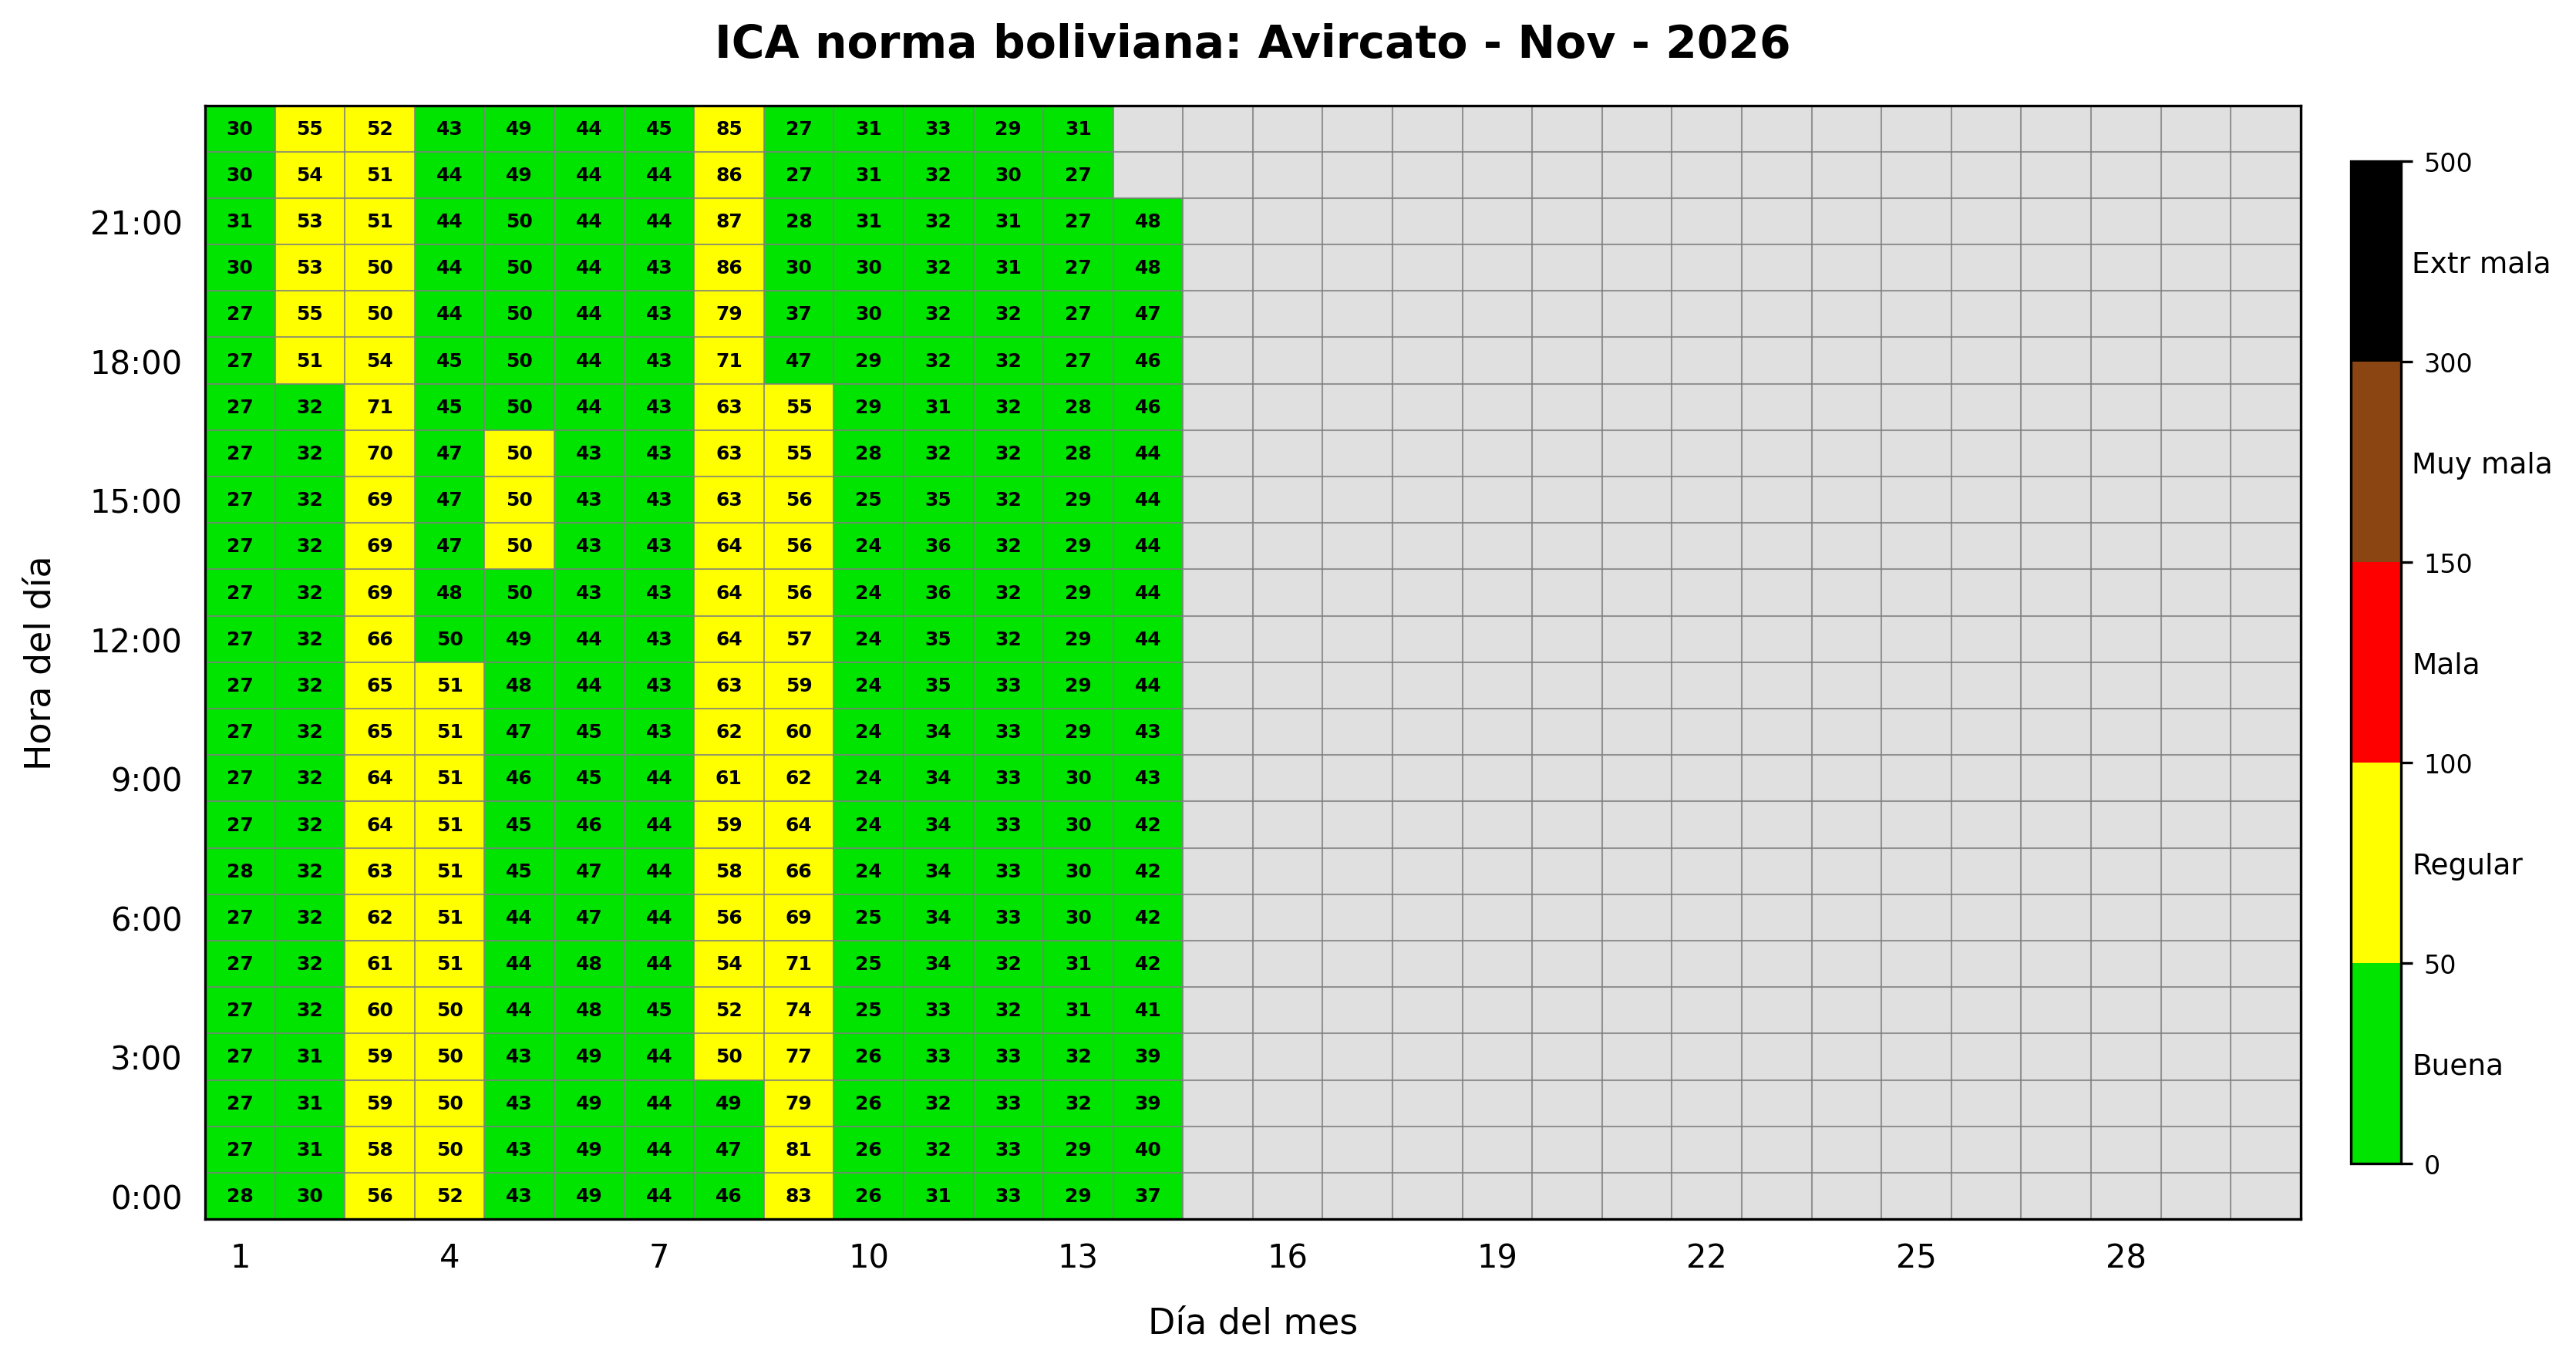 ICA norma boliviana: Avircato - Nov - 2026
30 55 52 43 49 44 45 85 27 31 33 29 31
30 54 51 44 49 44 44 86 27 31 32 30 27
21:00 31 53 51 44 50 44 44 87 28 31 32 31 27 48
30 53 50 44 50 44 43 86 30 30 32 31 27 48
27 55 50 44 50 44 43 79 37 30 32 32 27 47
18:00 27 51 54 45 50 44 43 71 47 29 32 32 27 46
27 32 71 45 50 44 43 63 55 29 31 32 28 46
27 32 70 47 50 43 43 63 55 28 32 32 28 44
15:00 27 32 69 47 50 43 43 63 56 25 35 32 29 44
27 32 69 47 50 43 43 64 56 24 36 32 29 44
27 32 69 48 50 43 43 64 56 24 36 32 29 44
12:00 27 32 66 50 49 44 43 64 57 24 35 32 29 44
27 32 65 51 48 44 43 63 59 24 35 33 29 44
27 32 65 51 47 45 43 62 60 24 34 33 29 43
9:00 27 32 64 51 46 45 44 61 62 24 34 33 30 43
27 32 64 51 45 46 44 59 64 24 34 33 30 42
28 32 63 51 45 47 44 58 66 24 34 33 30 42
6:00 27 32 62 51 44 47 44 56 69 25 34 33 30 42
27 32 61 51 44 48 44 54 71 25 34 32 31 42
27 32 60 50 44 48 45 52 74 25 33 32 31 41
3:00 27 31 59 50 43 49 44 50 77 26 33 33 32 39
27 31 59 50 43 49 44 49 79 26 32 33 32 39
27 31 58 50 43 49 44 47 81 26 32 33 29 40
0:00 28 30 56 52 43 49 44 46 83 26 31 33 29 37
1 4 7 10 13 16 19 22 25 28
Día del mes
Hora del día
500
Extr mala
300
Muy mala
150
Mala
100
Regular
50
Buena
0